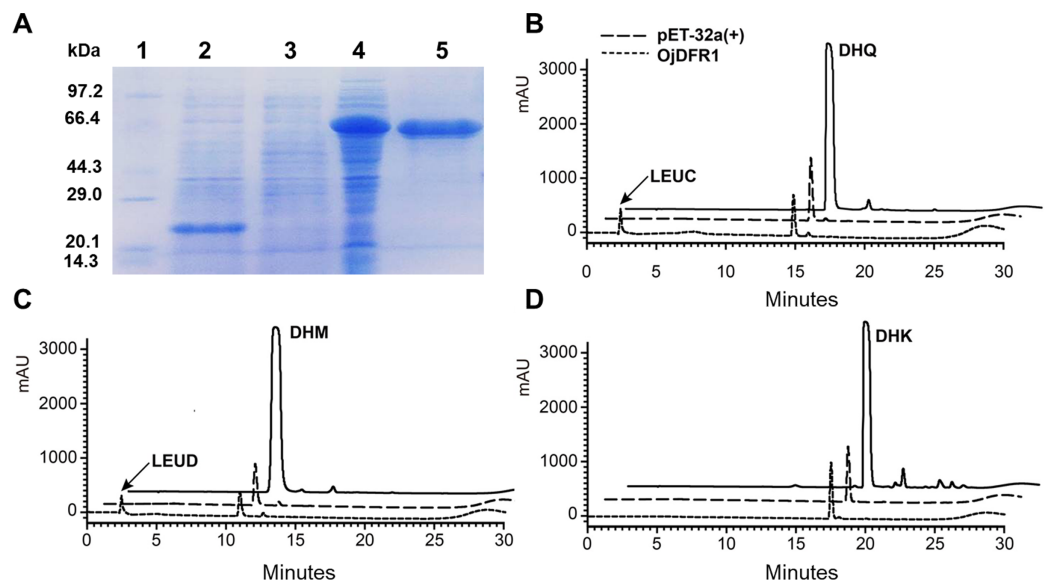 A
kDa 1 2 3 4 5
97.2
66.4
44.3
29.0
20.1
14.3
B
pET-32a(+)
OjDFR1
DHQ
LEUC
mAU
3000
2000
1000
0
0 5 10 15 20 25 30
Minutes
C
DHM
LEUD
mAU
3000
2000
1000
0
0 5 10 15 20 25 30
Minutes
D
DHK
mAU
3000
2000
1000
0
0 5 10 15 20 25 30
Minutes